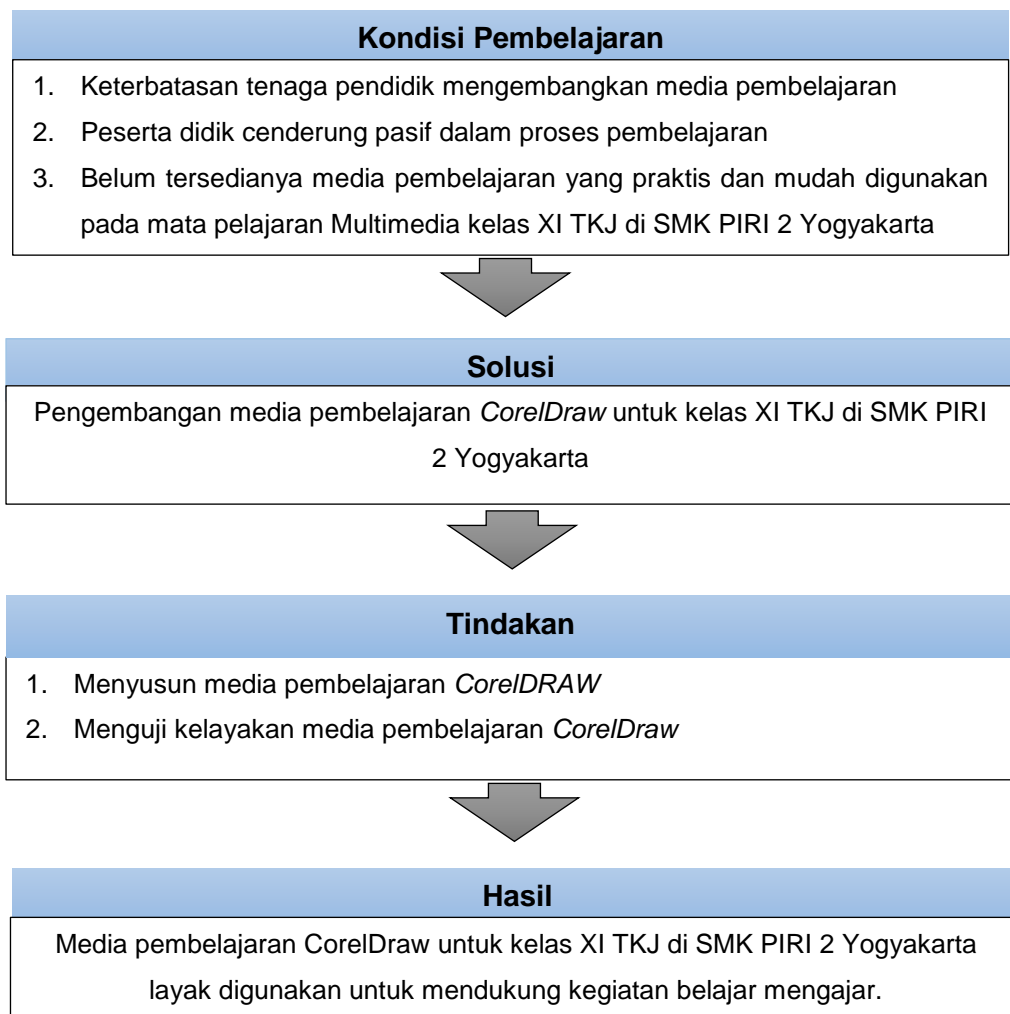 Kondisi Pembelajaran
1. Keterbatasan tenaga pendidik mengembangkan media pembelajaran
2. Peserta didik cenderung pasif dalam proses pembelajaran
3. Belum tersedianya media pembelajaran yang praktis dan mudah digunakan
pada mata pelajaran Multimedia kelas XI TKJ di SMK PIRI 2 Yogyakarta
Solusi
Pengembangan media pembelajaran CorelDraw untuk kelas XI TKJ di SMK PIRI
2 Yogyakarta
Tindakan
1. Menyusun media pembelajaran CorelDRAW
2. Menguji kelayakan media pembelajaran CorelDraw
Hasil
Media pembelajaran CorelDraw untuk kelas XI TKJ di SMK PIRI 2 Yogyakarta
layak digunakan untuk mendukung kegiatan belajar mengajar.